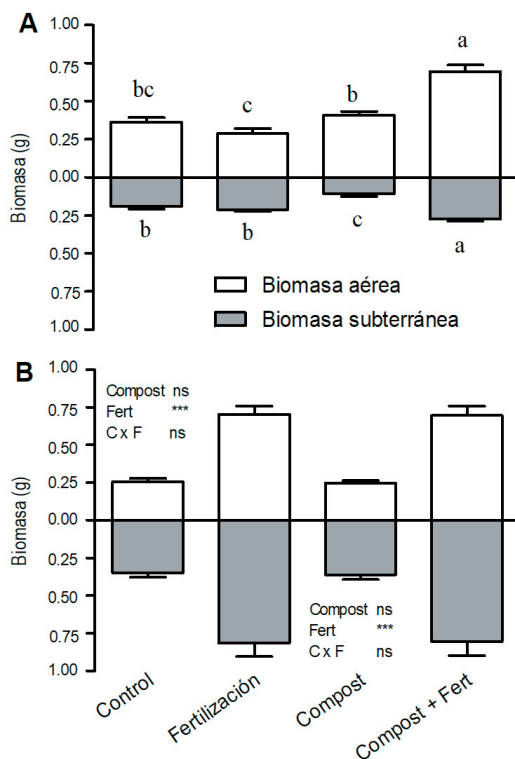 A
1.00
0.75
0.50
0.25
0.00
0.25
0.50
0.75
1.00
Biomasa (g)
bc
c
b
a
b
b
c
a
Biomasa aérea
Biomasa subterránea
B
1.00
0.75
0.50
0.25
0.00
0.25
0.50
0.75
1.00
Biomasa (g)
Compost ns
Fert ***
C x F ns
Compost ns
Fert ***
C x F ns
Control
Fertilización
Compost
Compost + Fert